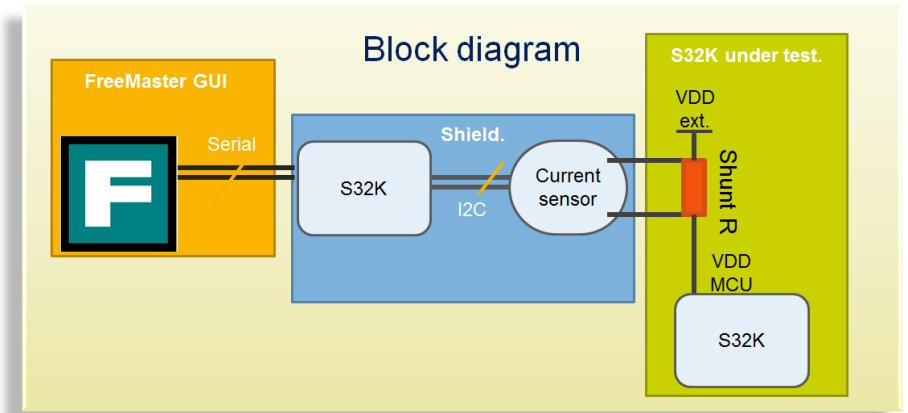 Block diagram
FreeMaster GUI
Serial
F
Shield.
S32K
I2C
Current
sensor
S32K under test.
VDD
ext.
Shunt R
VDD
MCU
S32K